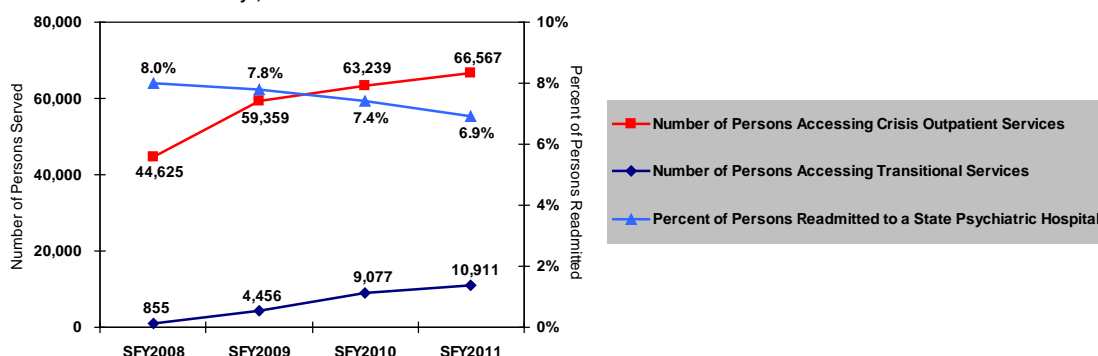 80,000
60,000
40,000
20,000
0
Number of Persons Served
10%
8%
6%
4%
2%
0%
Percent of Persons Readmitted
8.0%
7.8%
7.4%
6.9%
44,625
59,359
63,239
66,567
855
4,456
9,077
10,911
SFY2008
SFY2009
SFY2010
SFY2011
Number of Persons Accessing Crisis Outpatient Services
Number of Persons Accessing Transitional Services
Percent of Persons Readmitted to a State Psychiatric Hospital